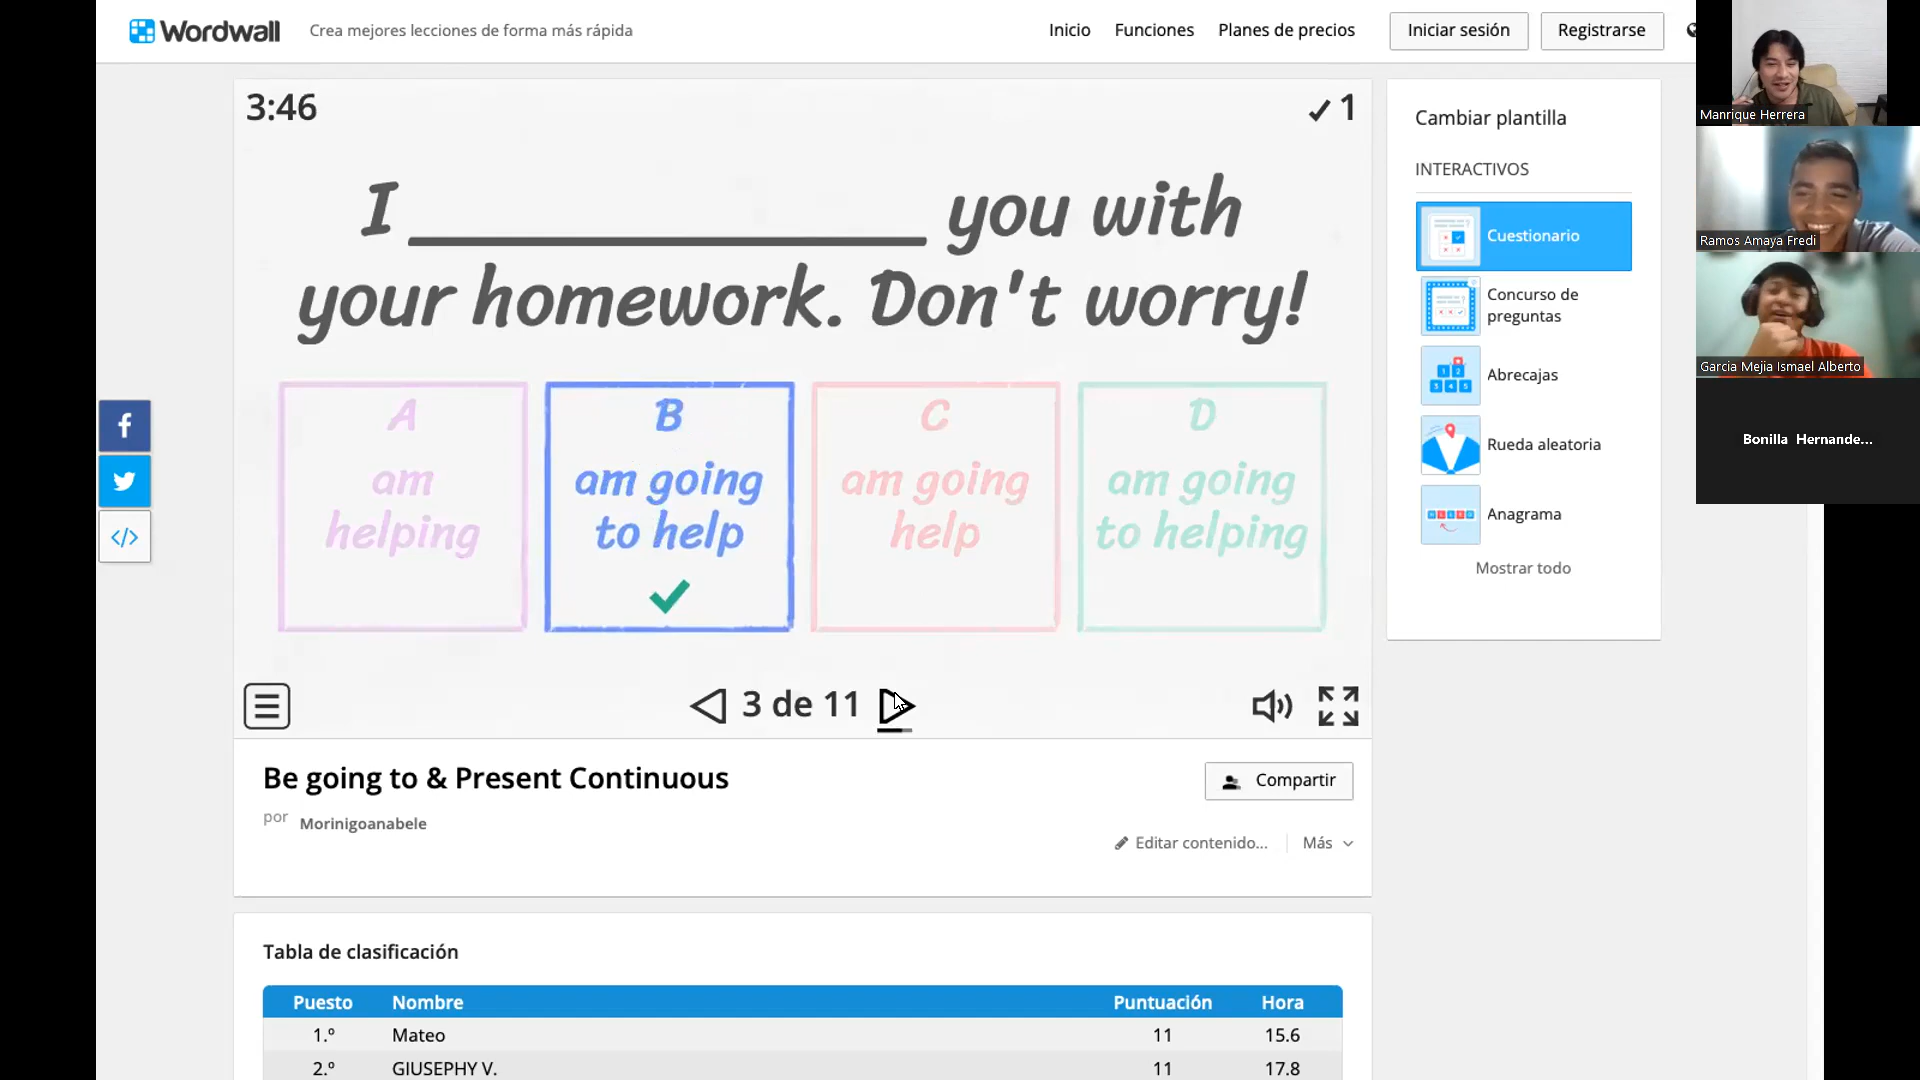 Wordwall
Crea mejores lecciones de forma más rápida
Inicio
Funciones
Planes de precios
Iniciar sesión
Registrarse
3:46
1
I ______________ you with
your homework. Don't worry!
A
am
helping
B
am going
to help
C
am going
help
D
am going
to helping
3 de 11
Be going to & Present Continuous
por Morinigoanabele
Compartir
Editar contenido...
Más
Tabla de clasificación
Puesto Nombre Puntuación Hora
1.º Mateo 11 15.6
2.º GIUSEPHY V. 11 17.8
Cambiar plantilla
INTERACTIVOS
Cuestionario
Concurso de
preguntas
Abrecajas
Rueda aleatoria
Anagrama
Mostrar todo
Manrique Herrera
Ramos Amaya Fredi
Garcia Mejia Ismael Alberto
Bonilla Hernande...